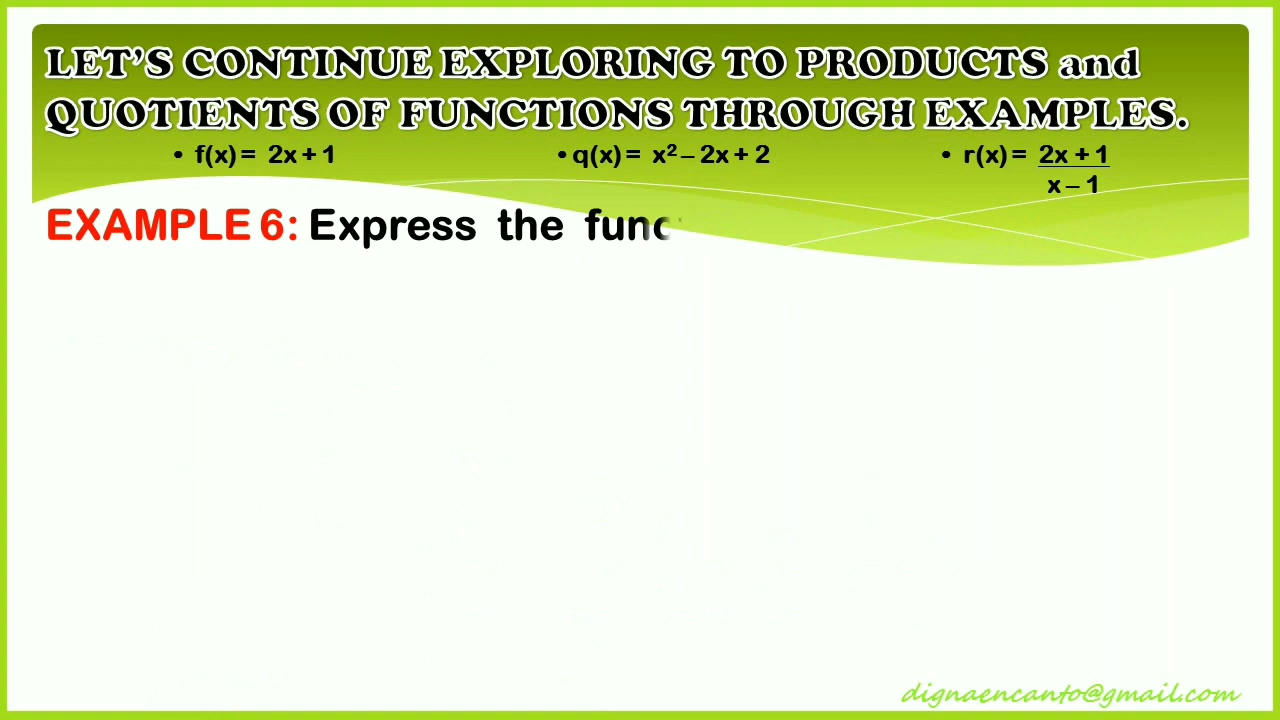 LET'S CONTINUE EXPLORING TO PRODUCTS and
QUOTIENTS OF FUNCTIONS THROUGH EXAMPLES.
• f(x) = 2x + 1 • q(x) = x² – 2x + 2 • r(x) = 2x + 1
x – 1
EXAMPLE 6: Express the func
dignaencanto@gmail.com